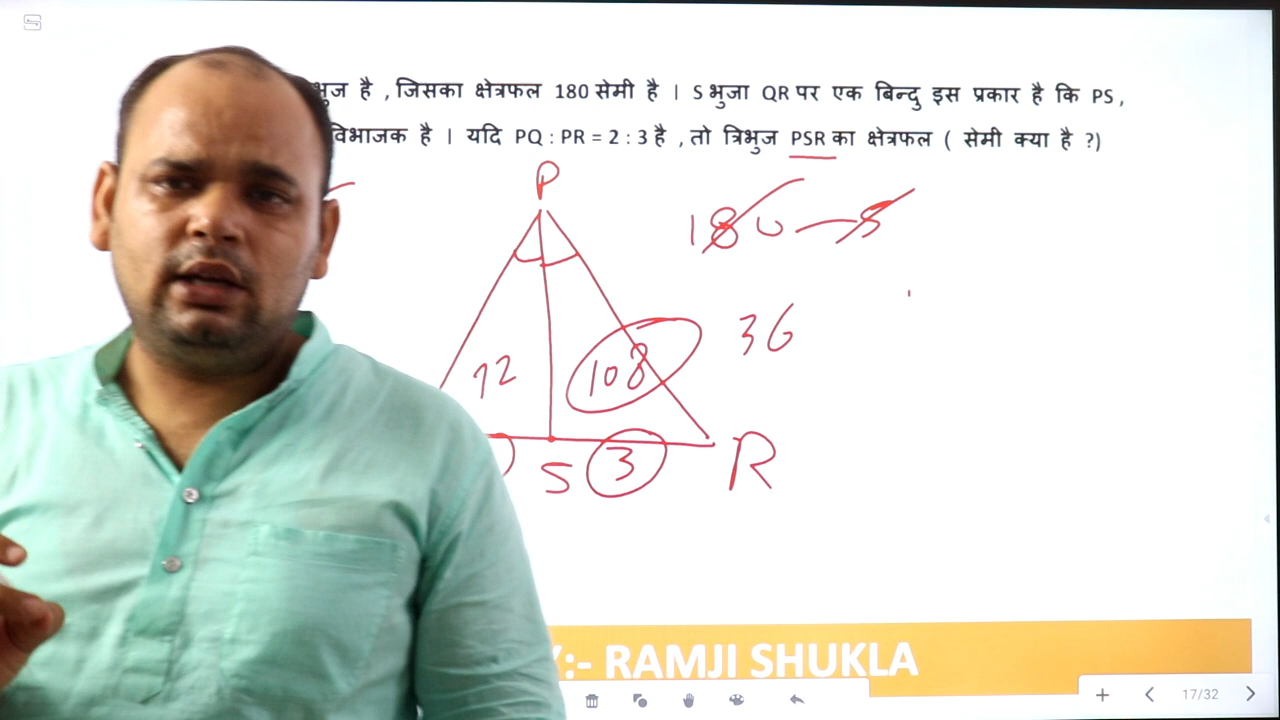 भुज है , जिसका क्षेत्रफल 180 सेमी है । S भुजा QR पर एक बिन्दु इस प्रकार है कि PS ,
विभाजक है । यदि PQ : PR = 2 : 3 है , तो त्रिभुज PSR का क्षेत्रफल ( सेमी क्या है ?)
P
180 5
36
72 108
S 3 R
:- RAMJI SHUKLA
17/32